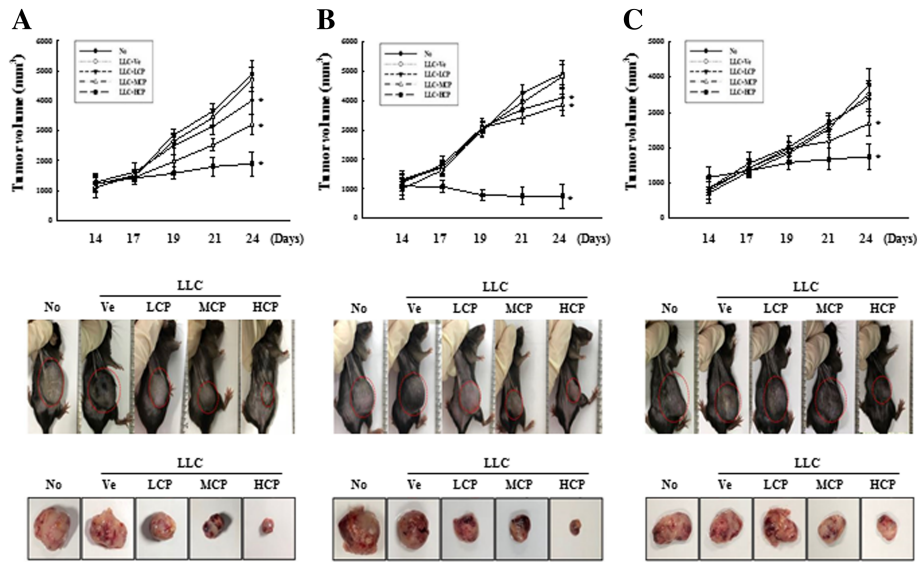 A
Tumor volume (mm3)
6000
5000
4000
3000
2000
1000
0
No
LLC-Ve
LLC-LCP
LLC-MCP
LLC-HCP
*
*
*
14 17 19 21 24 (Days)
LLC
No Ve LCP MCP HCP
LLC
No Ve LCP MCP HCP
B
Tumor volume (mm3)
6000
5000
4000
3000
2000
1000
0
No
LLC-Ve
LLC-LCP
LLC-MCP
LLC-HCP
*
*
*
14 17 19 21 24 (Days)
LLC
No Ve LCP MCP HCP
LLC
No Ve LCP MCP HCP
C
Tumor volume (mm3)
5000
4000
3000
2000
1000
0
No
LLC-Ve
LLC-LCP
LLC-MCP
LLC-HCP
*
*
14 17 19 21 24 (Days)
LLC
No Ve LCP MCP HCP
LLC
No Ve LCP MCP HCP